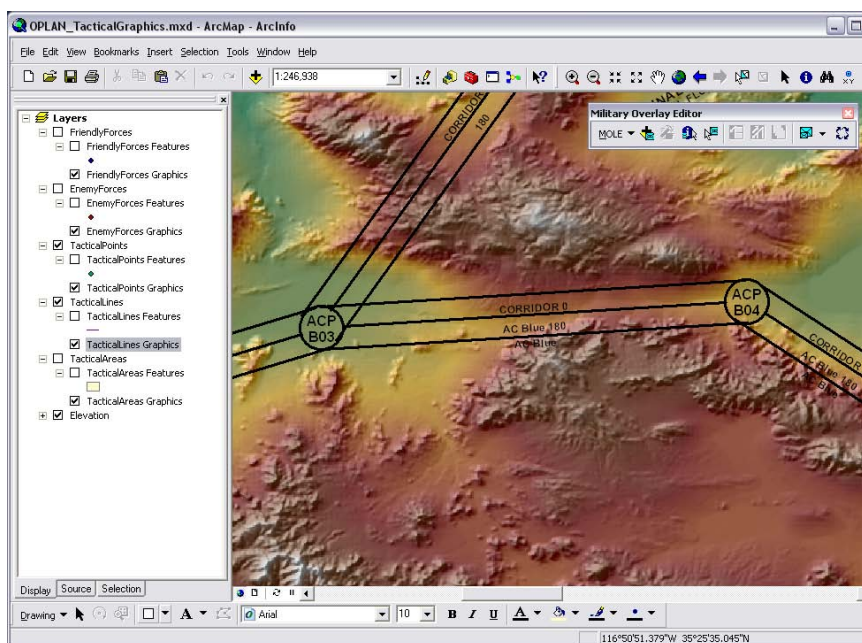 OPLAN_TacticalGraphics.mxd - ArcMap - ArcInfo
File Edit View Bookmarks Insert Selection Tools Window Help
1:246,938
Layers
FriendlyForces
FriendlyForces Features
FriendlyForces Graphics
EnemyForces
EnemyForces Features
EnemyForces Graphics
TacticalPoints
TacticalPoints Features
TacticalPoints Graphics
TacticalLines
TacticalLines Features
TacticalLines Graphics
TacticalAreas
TacticalAreas Features
TacticalAreas Graphics
Elevation
Military Overlay Editor
MOLE
CORRIDOR
180
ACP
B03
CORRIDOR 0
AC Blue 180
AC Blue
ACP
B04
CORRIDOR
AC Blue 180
Display Source Selection
Drawing A Arial 10 B I U A
116°50'51.379"W 35°25'35.045"N